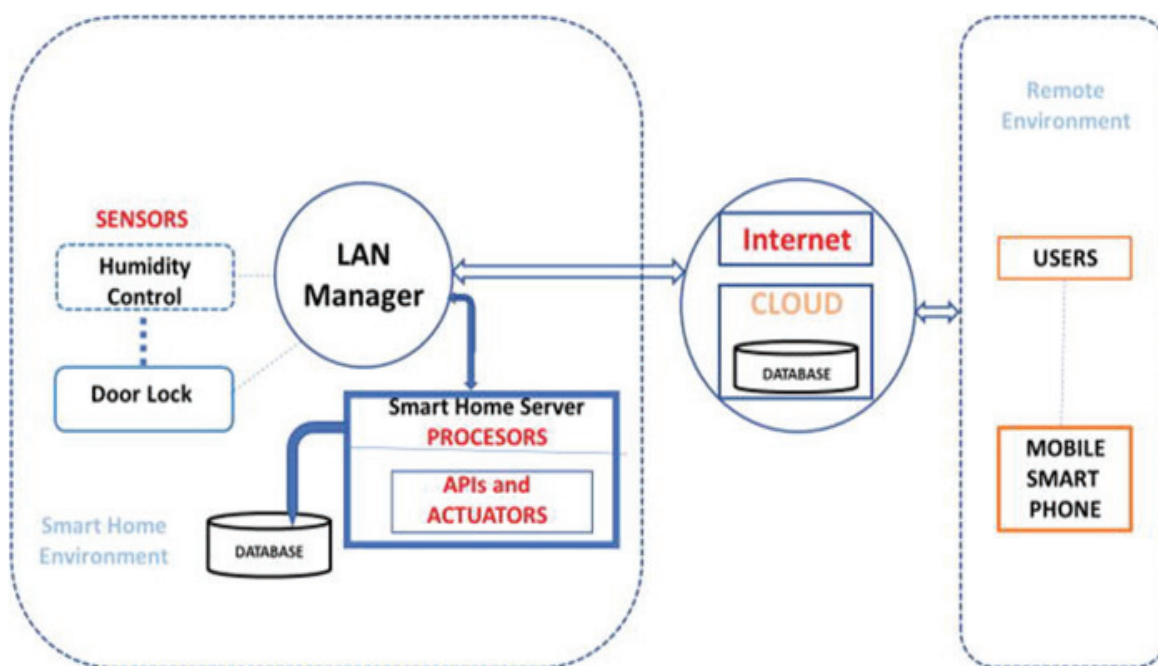 SENSORS
Humidity
Control
Door Lock
LAN
Manager
Smart Home Server
PROCESORS
APIs and
ACTUATORS
DATABASE
Smart Home
Environment
Internet
CLOUD
DATABASE
Remote
Environment
USERS
MOBILE
SMART
PHONE